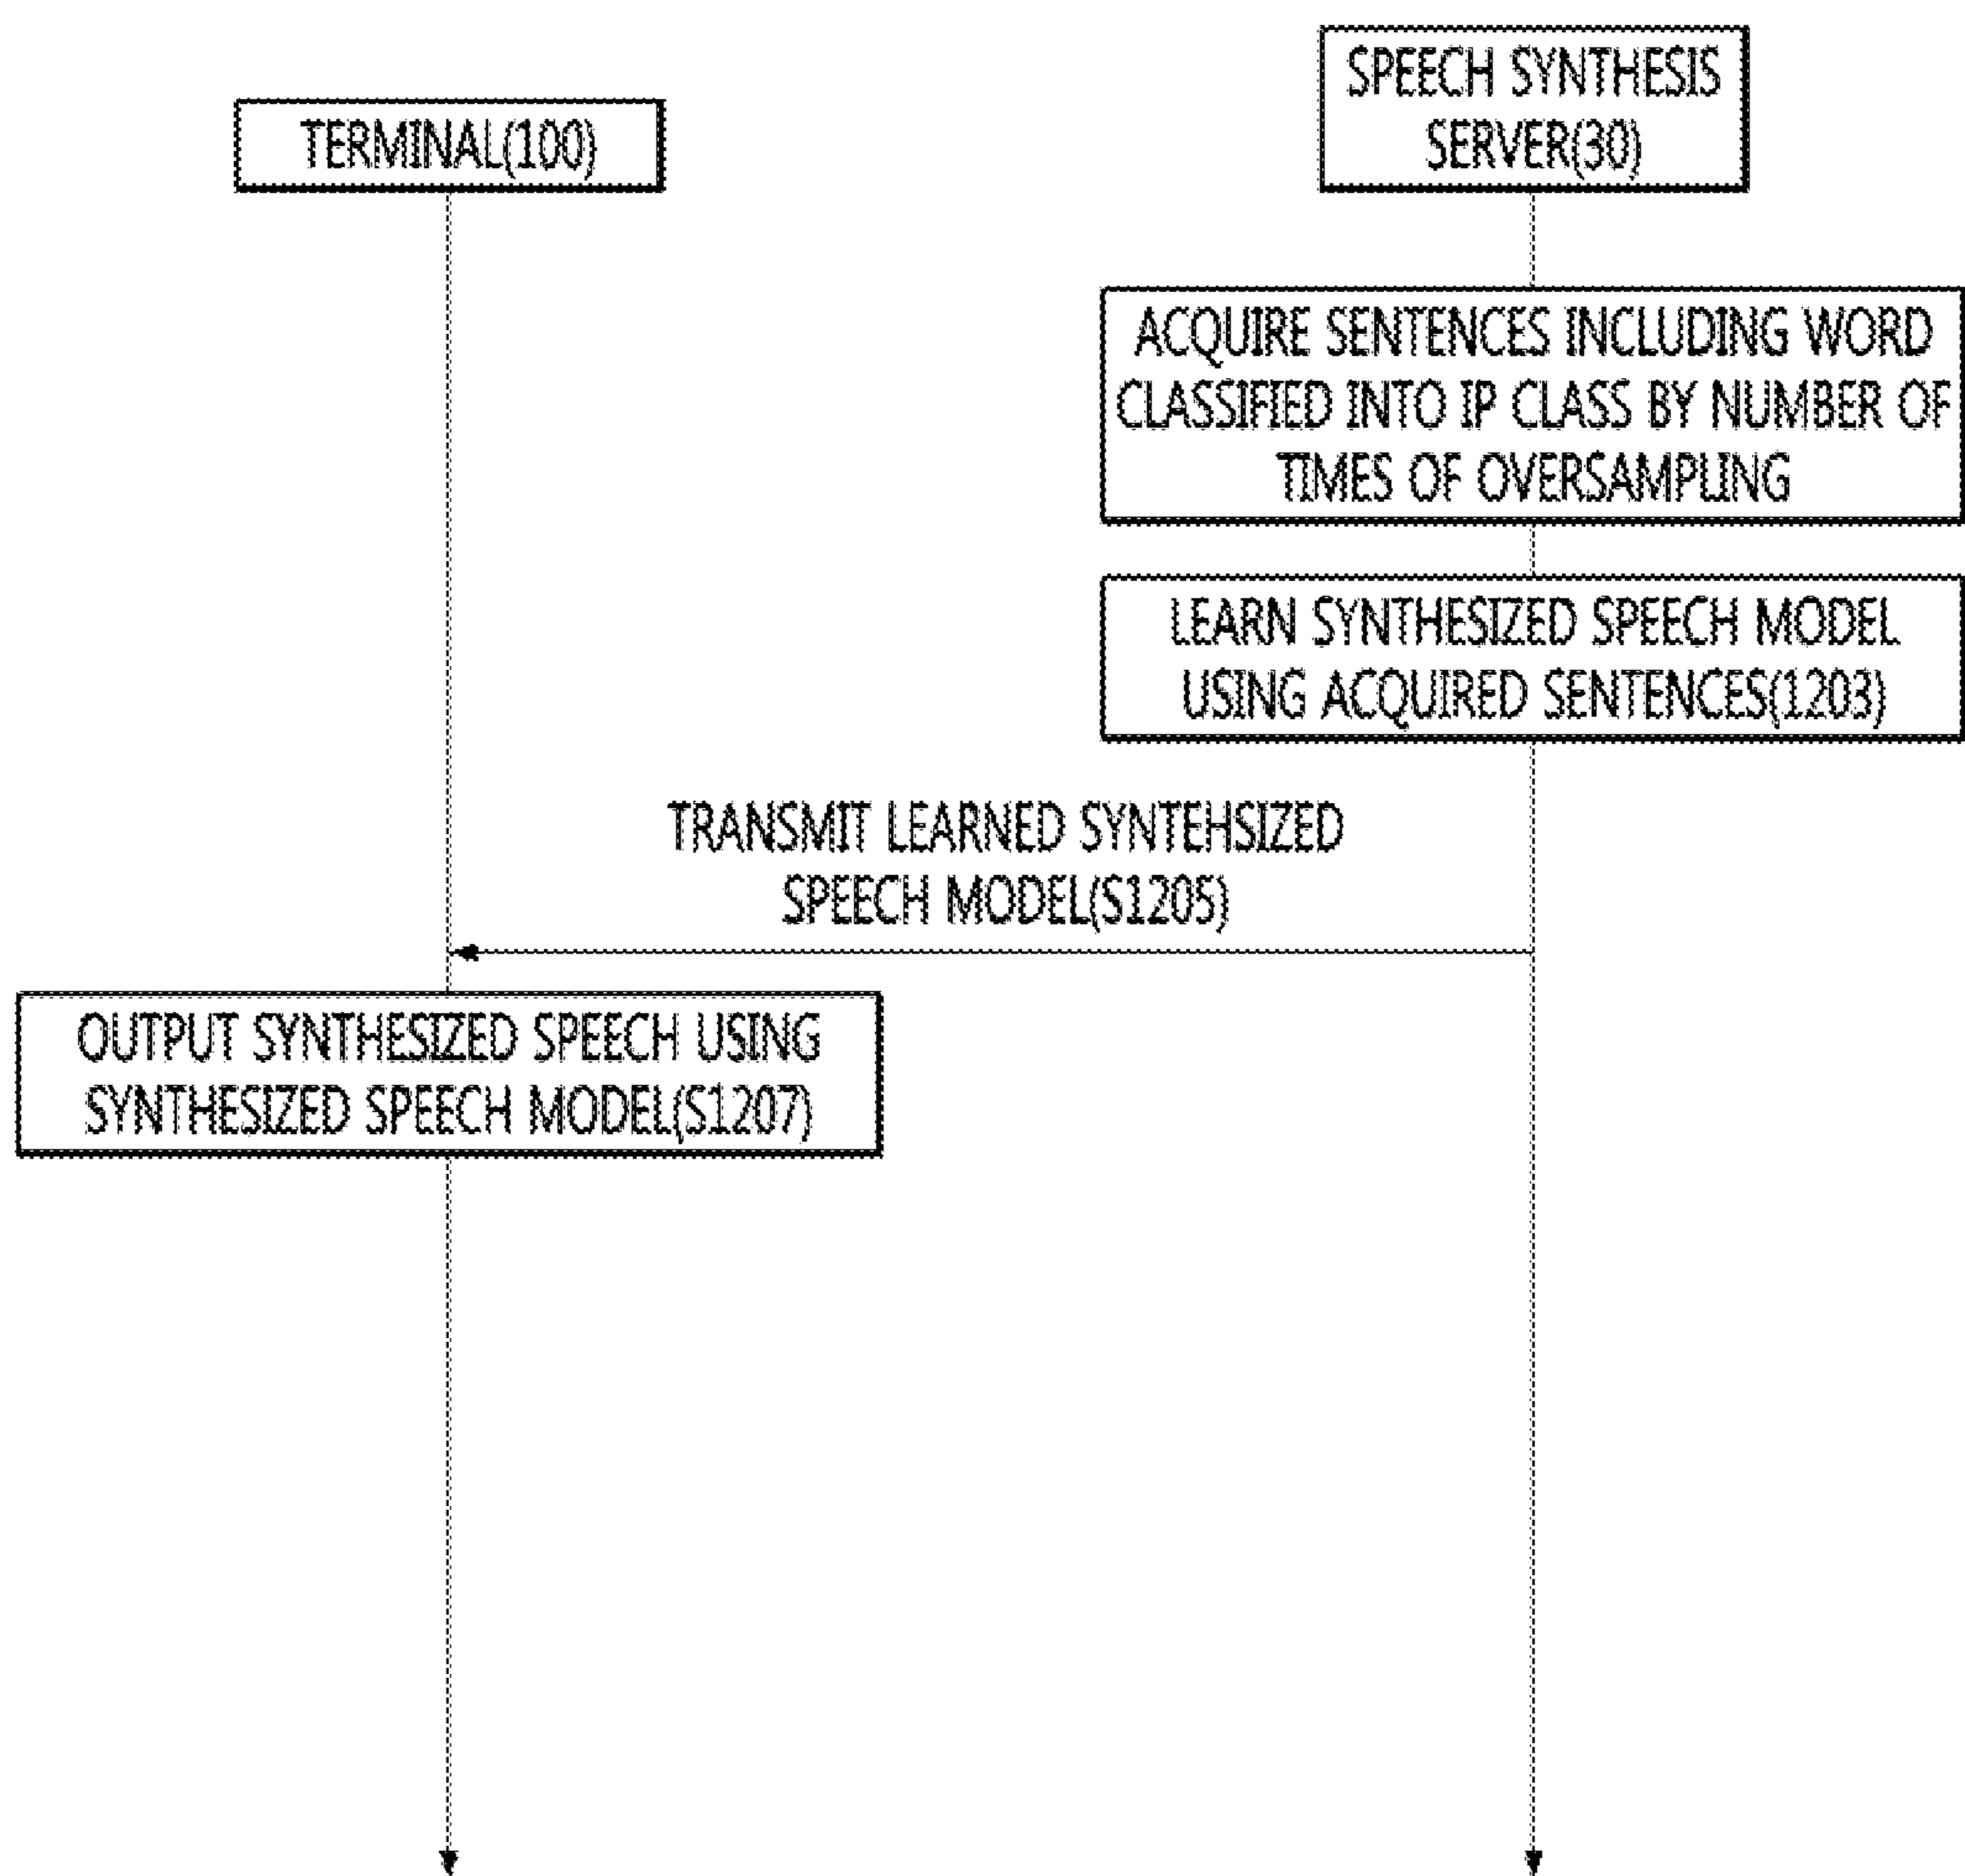 TERMINAL(100)
SPEECH SYNTHESIS
SERVER(30)
ACQUIRE SENTENCES INCLUDING WORD
CLASSIFIED INTO IP CLASS BY NUMBER OF
TIMES OF OVERSAMPLING
LEARN SYNTHESIZED SPEECH MODEL
USING ACQUIRED SENTENCES(1203)
TRANSMIT LEARNED SYNTEHSIZED
SPEECH MODEL(S1205)
OUTPUT SYNTHESIZED SPEECH USING
SYNTHESIZED SPEECH MODEL(S1207)